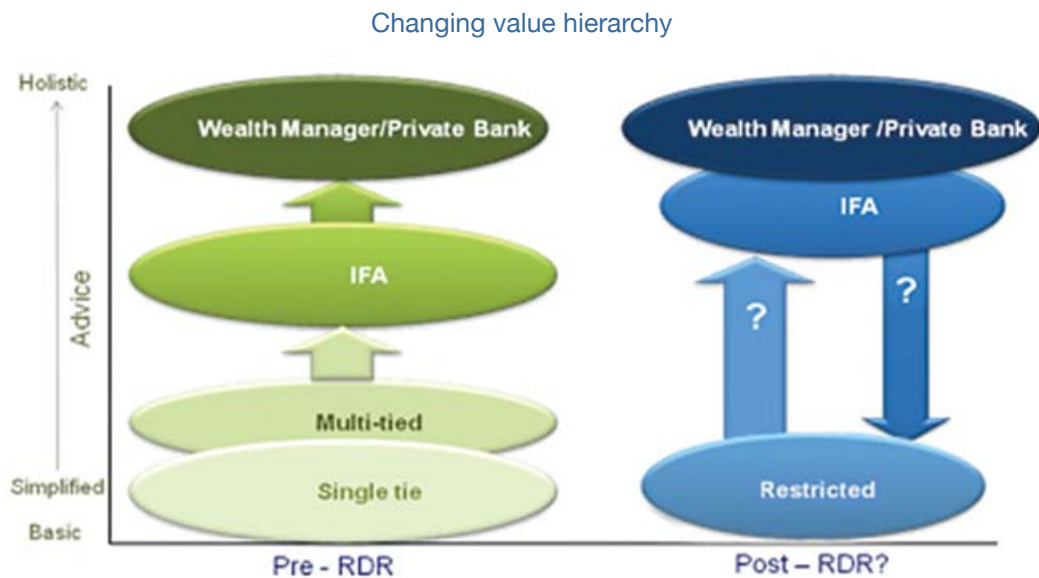 Changing value hierarchy
Holistic
Advice
Simplified
Basic
Wealth Manager/Private Bank
IFA
Multi-tied
Single tie
Pre - RDR
Wealth Manager /Private Bank
IFA
?
?
Restricted
Post – RDR?